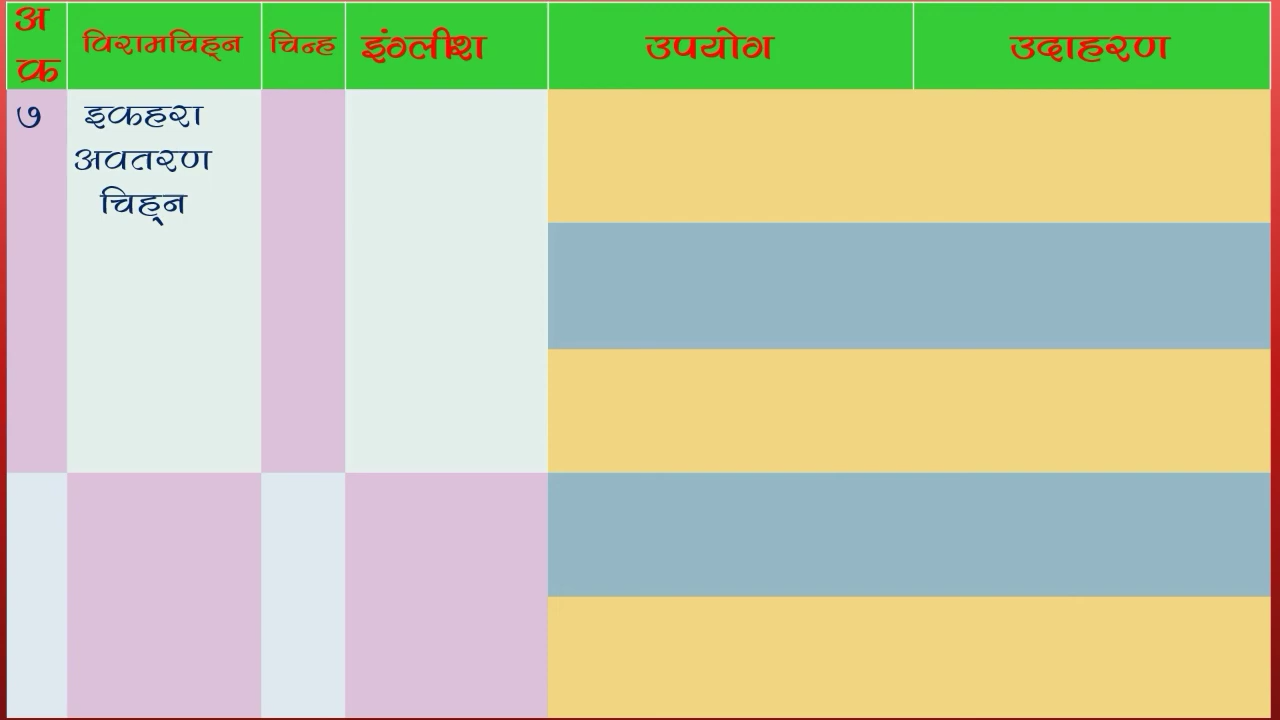 अ क्र विरामचिह्न चिन्ह इंग्लीश उपयोग उदाहरण
७ इकहरा
अवतरण
चिह्न